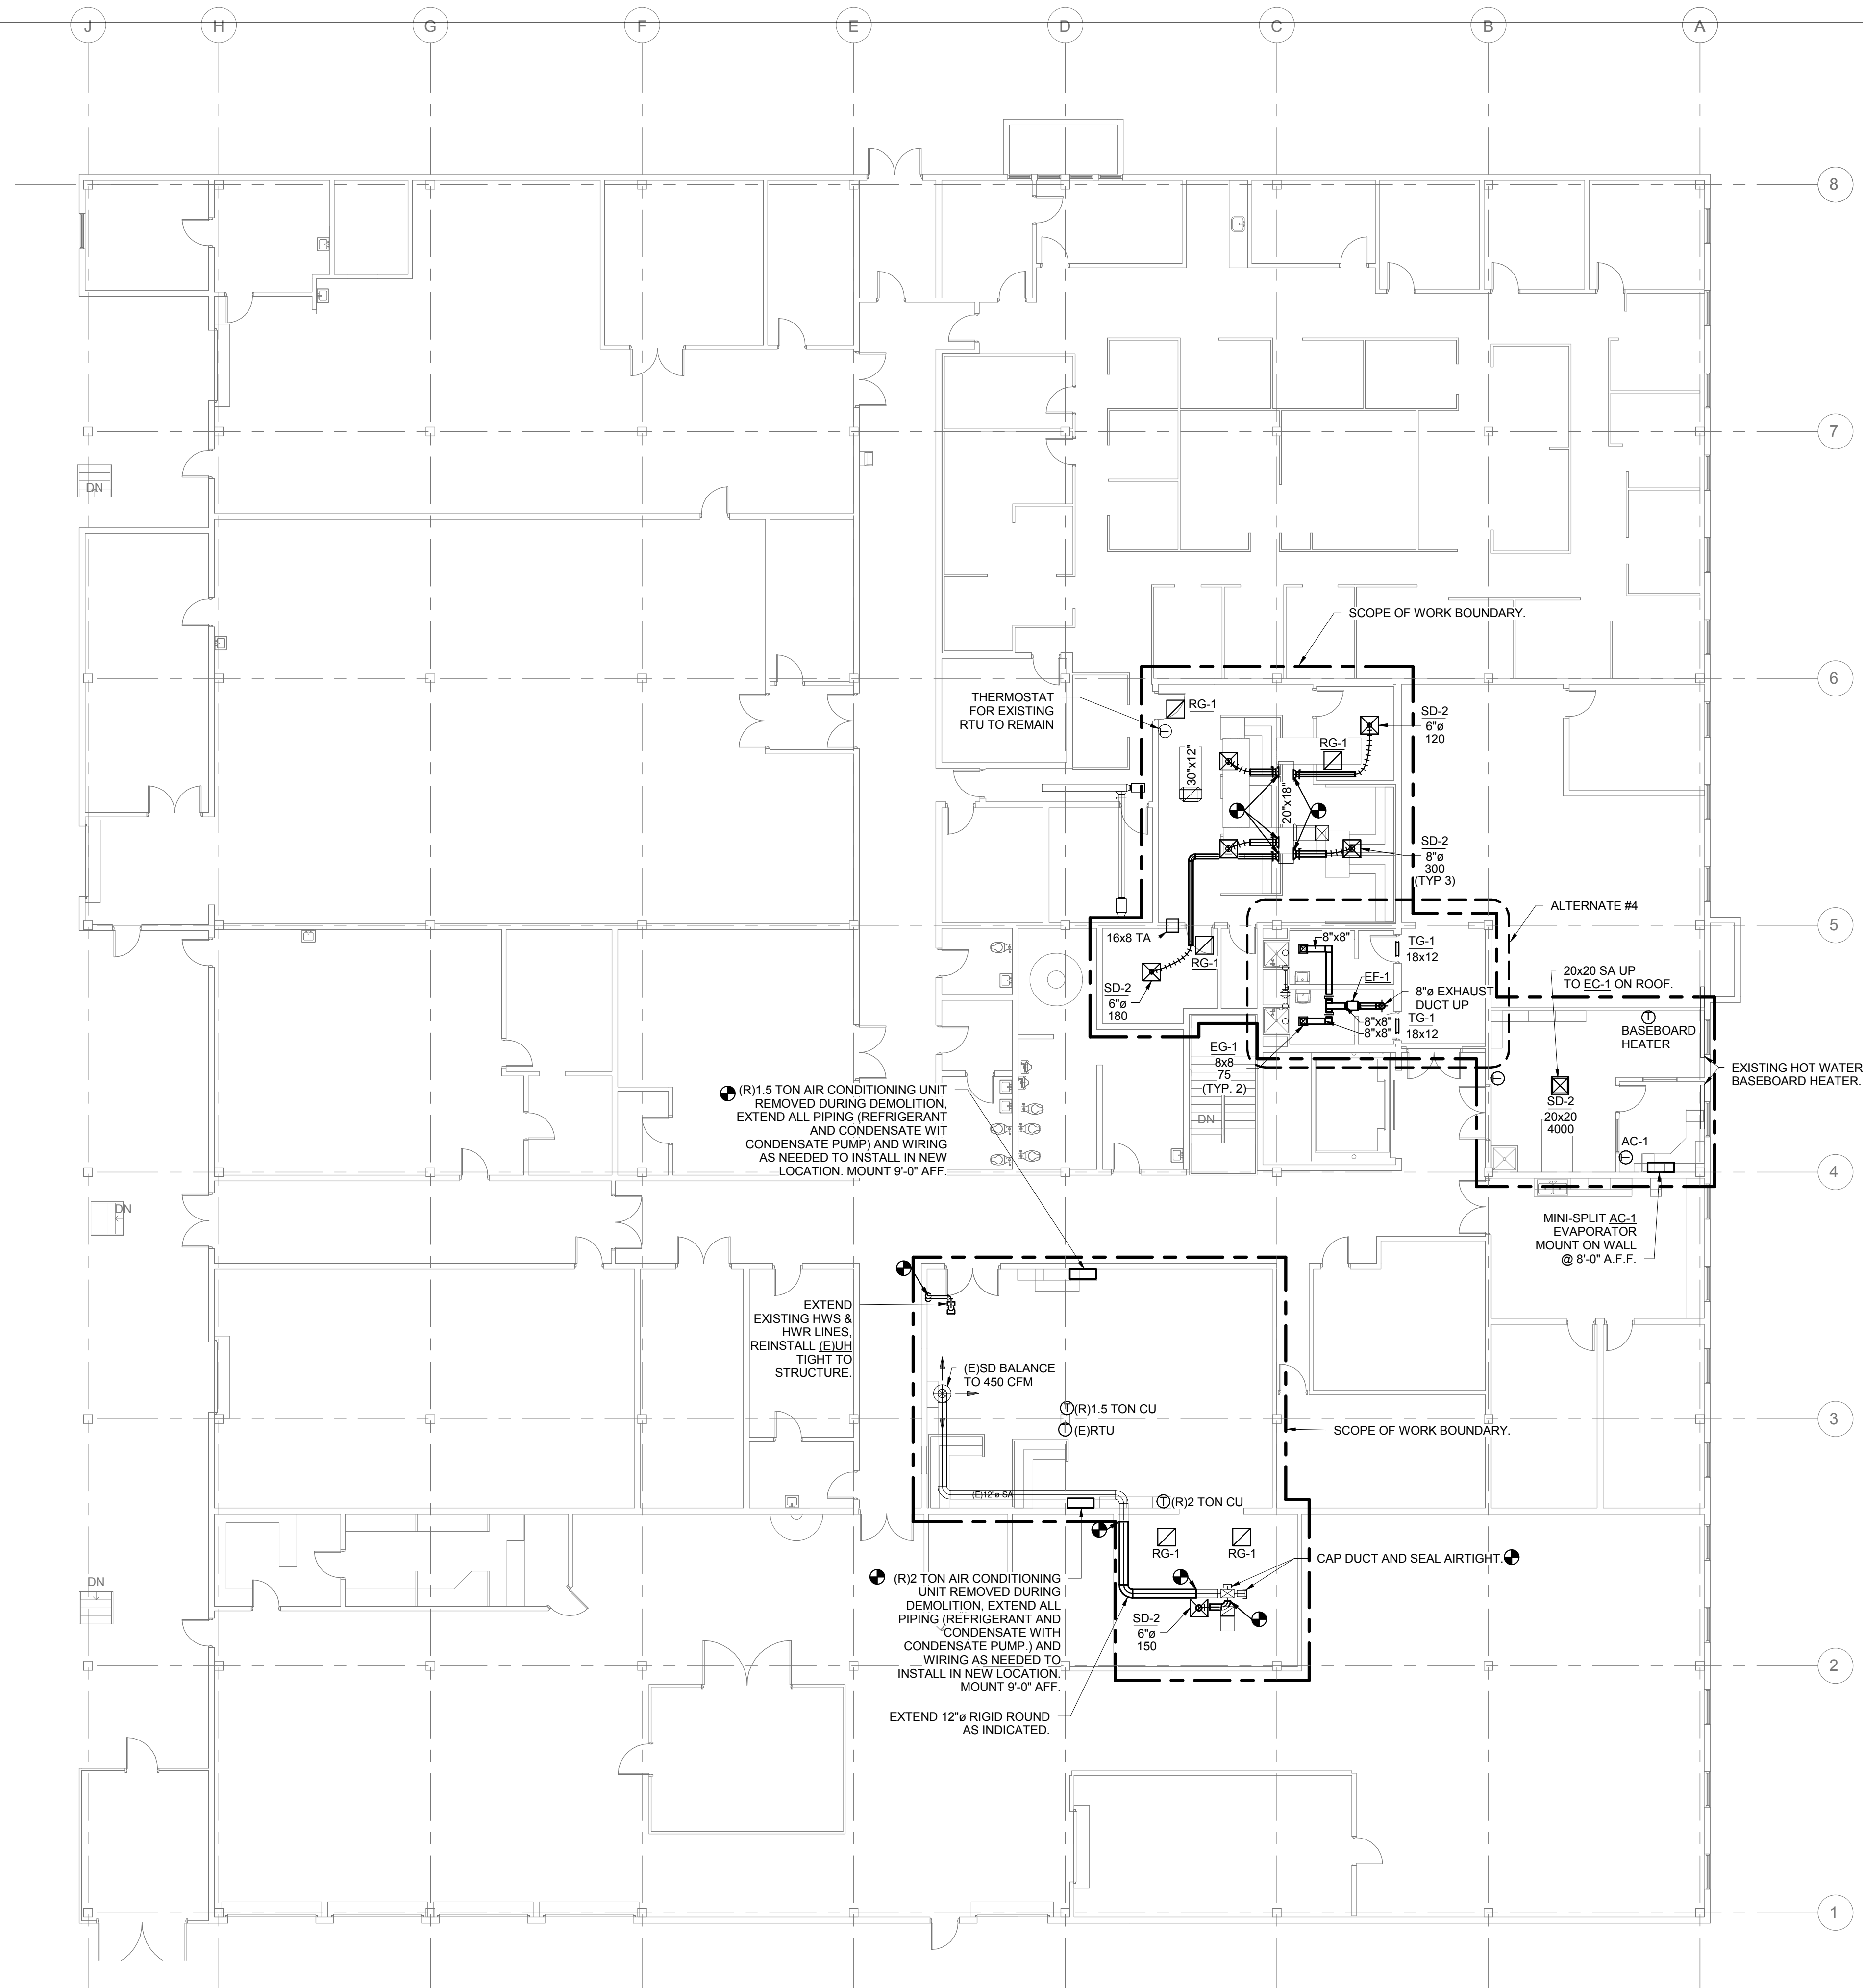 J
H
G
F
E
D
C
B
A
8
7
DN
SCOPE OF WORK BOUNDARY.
6
THERMOSTAT
FOR EXISTING
RTU TO REMAIN
RG-1
SD-2
6"ø
120
RG-1
30"x12"
20"x18"
SD-2
8"ø
300
(TYP 3)
ALTERNATE #4
5
16x8 TA
RG-1
8"x8"
TG-1
18x12
SD-2
6"ø
180
EF-1
8"ø EXHAUST
DUCT UP
8"x8"
8"x8"
TG-1
18x12
20x20 SA UP
TO EC-1 ON ROOF.
T
BASEBOARD
HEATER
EG-1
8x8
75
(TYP. 2)
EXISTING HOT WATER
BASEBOARD HEATER.
SD-2
20x20
4000
DN
AC-1
(R)1.5 TON AIR CONDITIONING UNIT
REMOVED DURING DEMOLITION,
EXTEND ALL PIPING (REFRIGERANT
AND CONDENSATE WIT
CONDENSATE PUMP) AND WIRING
AS NEEDED TO INSTALL IN NEW
LOCATION. MOUNT 9'-0" AFF.
4
DN
MINI-SPLIT AC-1
EVAPORATOR
MOUNT ON WALL
@ 8'-0" A.F.F.
EXTEND
EXISTING HWS &
HWR LINES,
REINSTALL (E)UH
TIGHT TO
STRUCTURE.
(E)SD BALANCE
TO 450 CFM
T (R)1.5 TON CU
T (E)RTU
3
SCOPE OF WORK BOUNDARY.
(E)12"ø SA
T (R)2 TON CU
RG-1
RG-1
CAP DUCT AND SEAL AIRTIGHT.
DN
(R)2 TON AIR CONDITIONING
UNIT REMOVED DURING
DEMOLITION, EXTEND ALL
PIPING (REFRIGERANT AND
CONDENSATE WITH
CONDENSATE PUMP.) AND
WIRING AS NEEDED TO
INSTALL IN NEW LOCATION.
MOUNT 9'-0" AFF.
SD-2
6"ø
150
2
EXTEND 12"ø RIGID ROUND
AS INDICATED.
1